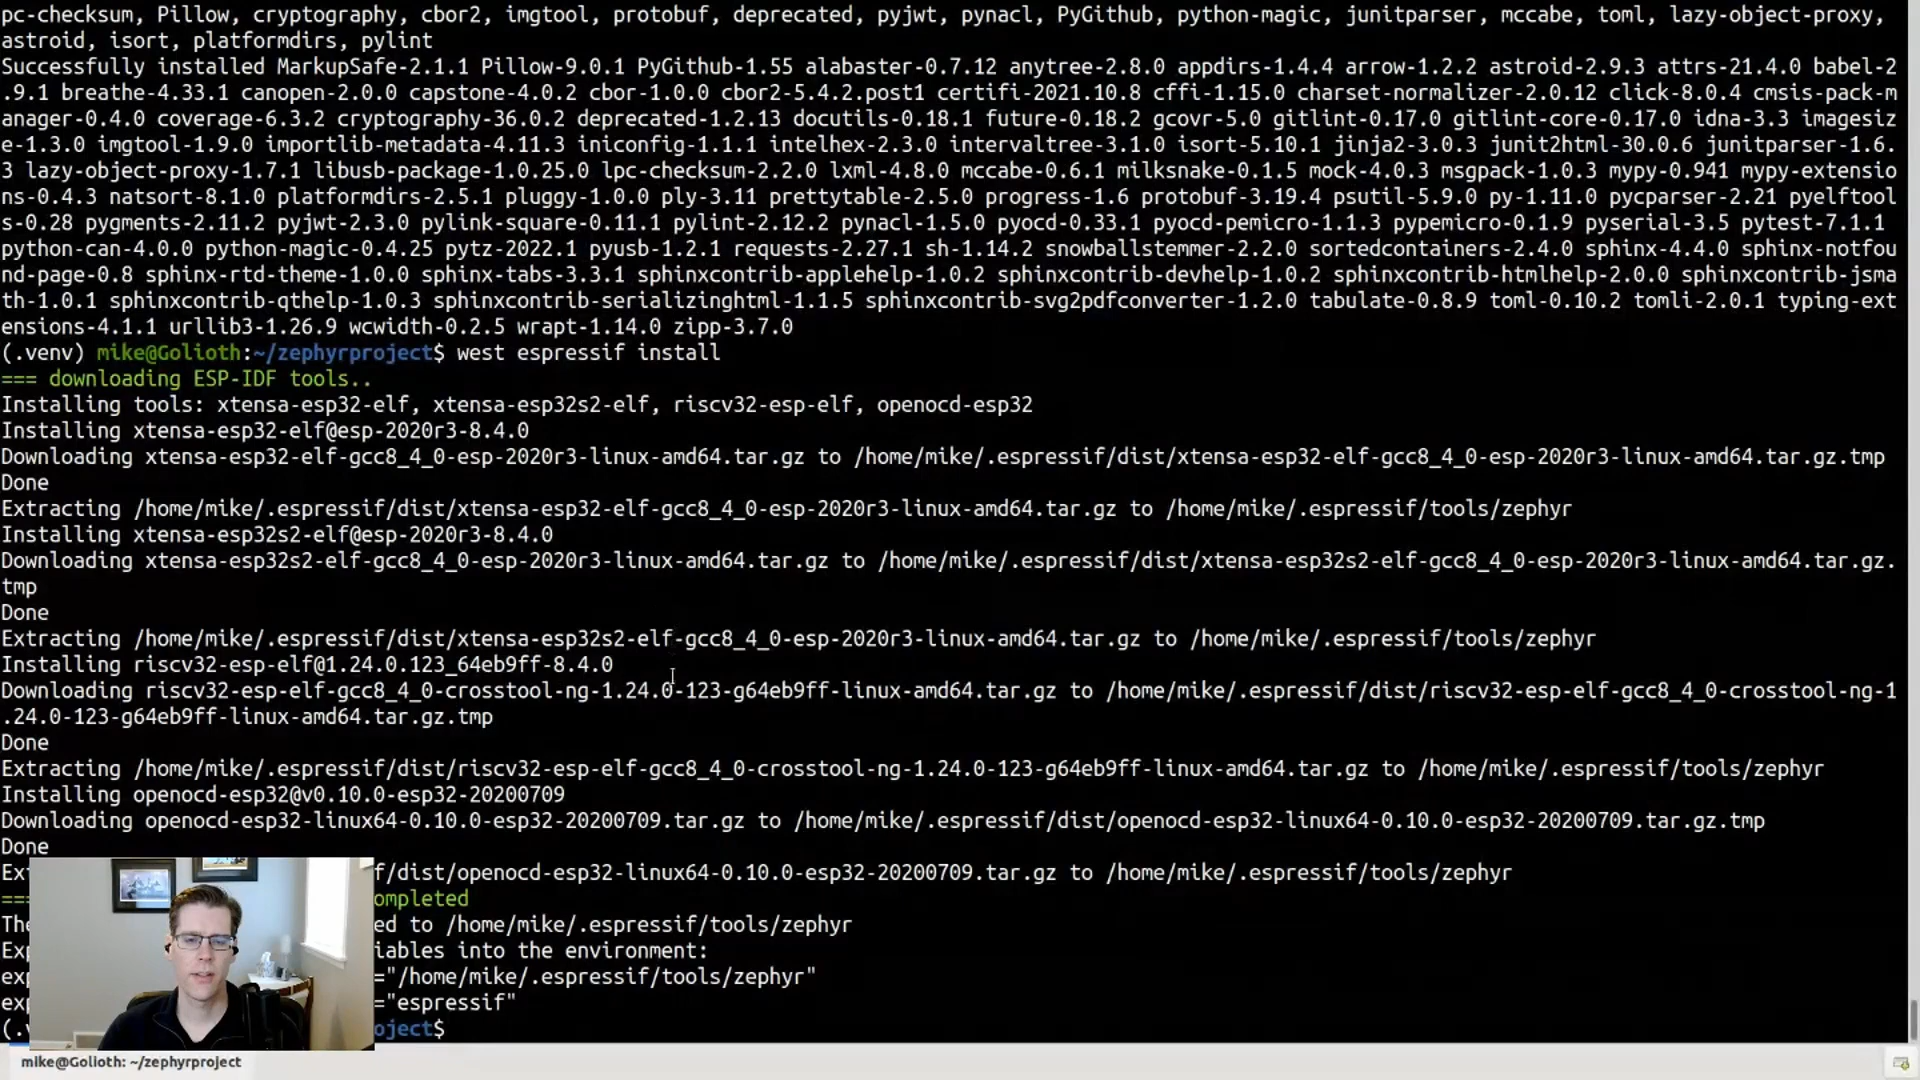 pc-checksum, Pillow, cryptography, cbor2, imgtool, protobuf, deprecated, pyjwt, pynacl, PyGithub, python-magic, junitparser, mccabe, toml, lazy-object-proxy,
astroid, isort, platformdirs, pylint
Successfully installed MarkupSafe-2.1.1 Pillow-9.0.1 PyGithub-1.55 alabaster-0.7.12 anytree-2.8.0 appdirs-1.4.4 arrow-1.2.2 astroid-2.9.3 attrs-21.4.0 babel-2
.9.1 breathe-4.33.1 canopen-2.0.0 capstone-4.0.2 cbor-1.0.0 cbor2-5.4.2.post1 certifi-2021.10.8 cffi-1.15.0 charset-normalizer-2.0.12 click-8.0.4 cmsis-pack-m
anager-0.4.0 coverage-6.3.2 cryptography-36.0.2 deprecated-1.2.13 docutils-0.18.1 future-0.18.2 gcovr-5.0 gitlint-0.17.0 gitlint-core-0.17.0 idna-3.3 imagesiz
e-1.3.0 imgtool-1.9.0 importlib-metadata-4.11.3 iniconfig-1.1.1 intelhex-2.3.0 intervaltree-3.1.0 isort-5.10.1 jinja2-3.0.3 junit2html-30.0.6 junitparser-1.6.
3 lazy-object-proxy-1.7.1 libusb-package-1.0.25.0 lpc-checksum-2.2.0 lxml-4.8.0 mccabe-0.6.1 milksnake-0.1.5 mock-4.0.3 msgpack-1.0.3 mypy-0.941 mypy-extensio
ns-0.4.3 natsort-8.1.0 platformdirs-2.5.1 pluggy-1.0.0 ply-3.11 prettytable-2.5.0 progress-1.6 protobuf-3.19.4 psutil-5.9.0 py-1.11.0 pycparser-2.21 pyelftool
s-0.28 pygments-2.11.2 pyjwt-2.3.0 pylink-square-0.11.1 pylint-2.12.2 pynacl-1.5.0 pyocd-0.33.1 pyocd-pemicro-1.1.3 pypemicro-0.1.9 pyserial-3.5 pytest-7.1.1
python-can-4.0.0 python-magic-0.4.25 pytz-2022.1 pyusb-1.2.1 requests-2.27.1 sh-1.14.2 snowballstemmer-2.2.0 sortedcontainers-2.4.0 sphinx-4.4.0 sphinx-notfou
nd-page-0.8 sphinx-rtd-theme-1.0.0 sphinx-tabs-3.3.1 sphinxcontrib-applehelp-1.0.2 sphinxcontrib-devhelp-1.0.2 sphinxcontrib-htmlhelp-2.0.0 sphinxcontrib-jsma
th-1.0.1 sphinxcontrib-qthelp-1.0.3 sphinxcontrib-serializinghtml-1.1.5 sphinxcontrib-svg2pdfconverter-1.2.0 tabulate-0.8.9 toml-0.10.2 tomli-2.0.1 typing-ext
ensions-4.1.1 urllib3-1.26.9 wcwidth-0.2.5 wrapt-1.14.0 zipp-3.7.0
(.venv) mike@Golioth:~/zephyrproject$ west espressif install
=== downloading ESP-IDF tools..
Installing tools: xtensa-esp32-elf, xtensa-esp32s2-elf, riscv32-esp-elf, openocd-esp32
Installing xtensa-esp32-elf@esp-2020r3-8.4.0
Downloading xtensa-esp32-elf-gcc8_4_0-esp-2020r3-linux-amd64.tar.gz to /home/mike/.espressif/dist/xtensa-esp32-elf-gcc8_4_0-esp-2020r3-linux-amd64.tar.gz.tmp
Done
Extracting /home/mike/.espressif/dist/xtensa-esp32-elf-gcc8_4_0-esp-2020r3-linux-amd64.tar.gz to /home/mike/.espressif/tools/zephyr
Installing xtensa-esp32s2-elf@esp-2020r3-8.4.0
Downloading xtensa-esp32s2-elf-gcc8_4_0-esp-2020r3-linux-amd64.tar.gz to /home/mike/.espressif/dist/xtensa-esp32s2-elf-gcc8_4_0-esp-2020r3-linux-amd64.tar.gz.
tmp
Done
Extracting /home/mike/.espressif/dist/xtensa-esp32s2-elf-gcc8_4_0-esp-2020r3-linux-amd64.tar.gz to /home/mike/.espressif/tools/zephyr
Installing riscv32-esp-elf@1.24.0.123_64eb9ff-8.4.0
Downloading riscv32-esp-elf-gcc8_4_0-crosstool-ng-1.24.0-123-g64eb9ff-linux-amd64.tar.gz to /home/mike/.espressif/dist/riscv32-esp-elf-gcc8_4_0-crosstool-ng-1
.24.0-123-g64eb9ff-linux-amd64.tar.gz.tmp
Done
Extracting /home/mike/.espressif/dist/riscv32-esp-elf-gcc8_4_0-crosstool-ng-1.24.0-123-g64eb9ff-linux-amd64.tar.gz to /home/mike/.espressif/tools/zephyr
Installing openocd-esp32@v0.10.0-esp32-20200709
Downloading openocd-esp32-linux64-0.10.0-esp32-20200709.tar.gz to /home/mike/.espressif/dist/openocd-esp32-linux64-0.10.0-esp32-20200709.tar.gz.tmp
Done
Ext f/dist/openocd-esp32-linux64-0.10.0-esp32-20200709.tar.gz to /home/mike/.espressif/tools/zephyr
=== ompleted
The ed to /home/mike/.espressif/tools/zephyr
Exp iables into the environment:
exp ="/home/mike/.espressif/tools/zephyr"
exp ="espressif"
(.v oject$
mike@Golioth: ~/zephyrproject